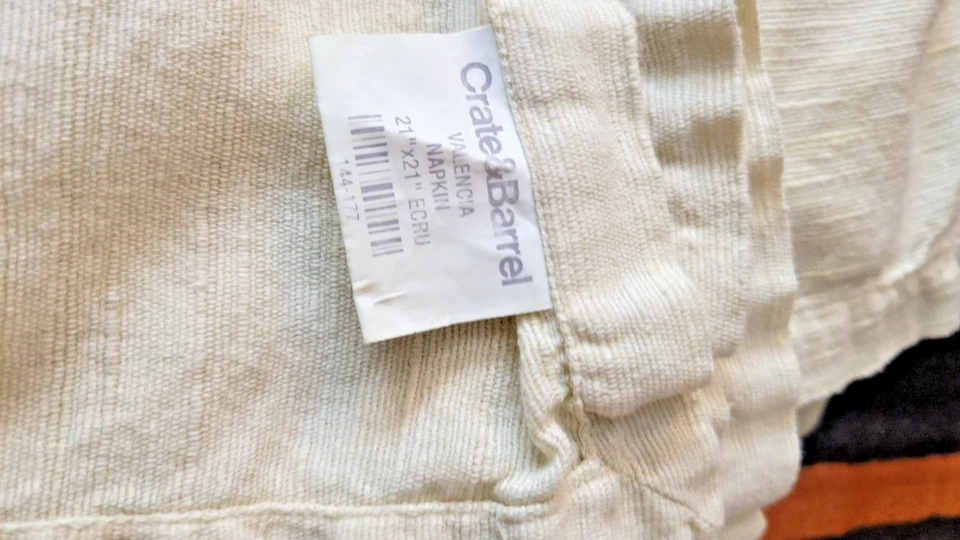 Crate&Barrel
VALENCIA
NAPKIN
21"x21" ECRU
144-177